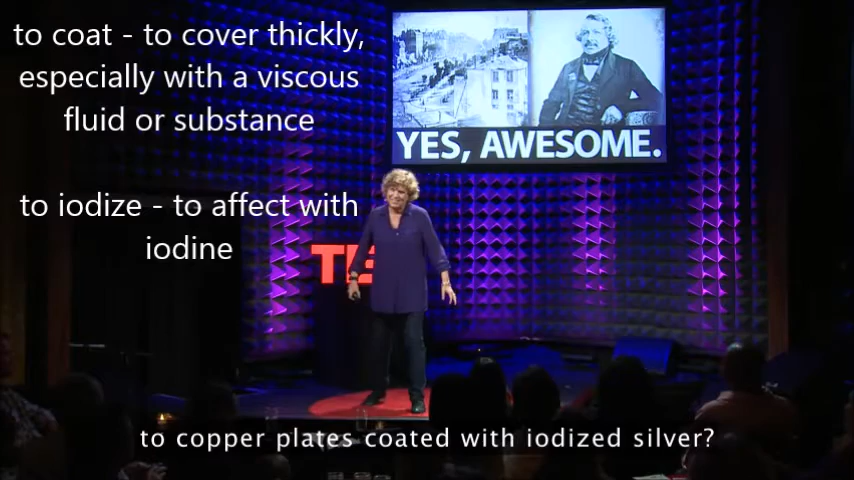 to coat - to cover thickly,
especially with a viscous
fluid or substance
to iodize - to affect with
iodine
YES, AWESOME.
TED
to copper plates coated with iodized silver?